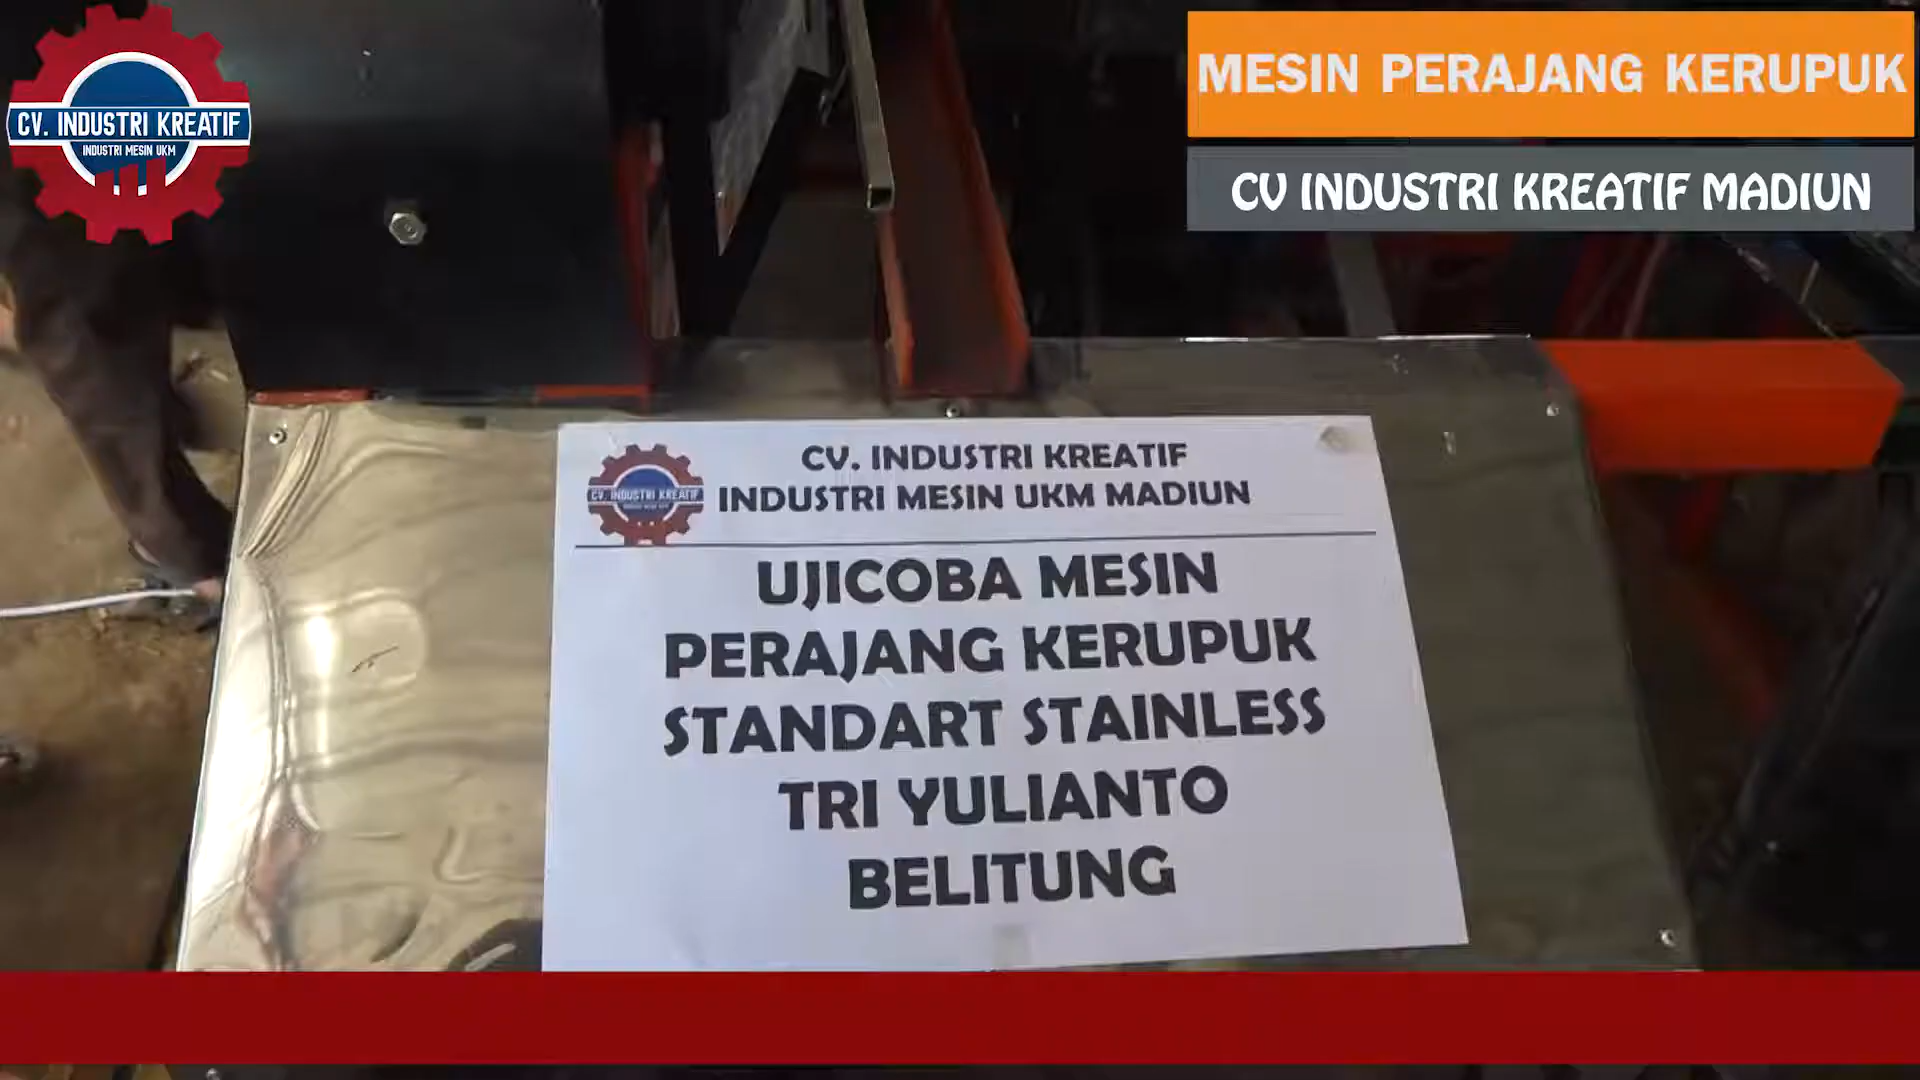 CV. INDUSTRI KREATIF
INDUSTRI MESIN UKM
MESIN PERAJANG KERUPUK
CV INDUSTRI KREATIF MADIUN
CV. INDUSTRI KREATIF
INDUSTRI MESIN UKM MADIUN
CV. INDUSTRI KREATIF
UJICOBA MESIN
PERAJANG KERUPUK
STANDART STAINLESS
TRI YULIANTO
BELITUNG